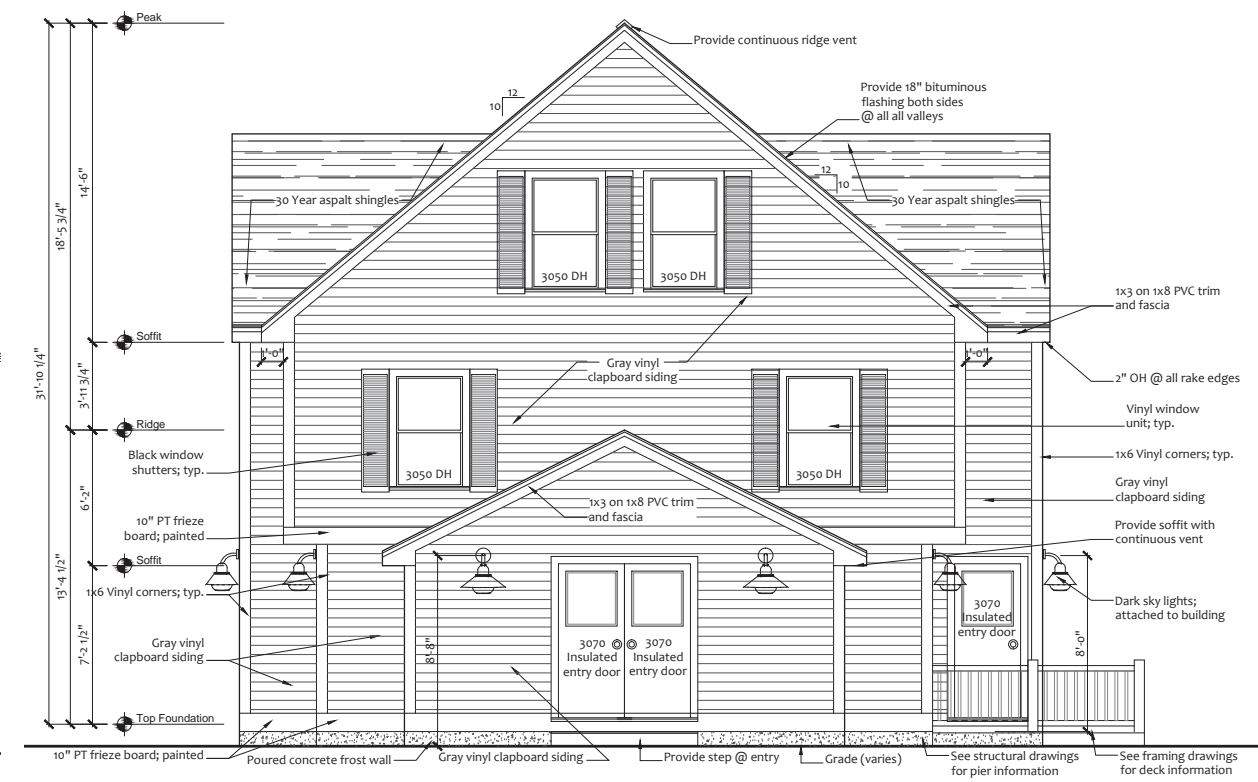 Peak
Provide continuous ridge vent
12
10
Provide 18" bituminous
flashing both sides
@ all all valleys
14'-6"
12
10
18'-5 3/4"
30 Year aspalt shingles
30 Year aspalt shingles
3050 DH
3050 DH
1x3 on 1x8 PVC trim
and fascia
Soffit
1'-0"
1'-0"
31'-10 1/4"
3'-11 3/4"
Gray vinyl
clapboard siding
2" OH @ all rake edges
Ridge
Vinyl window
unit; typ.
Black window
shutters; typ.
3050 DH
3050 DH
1x6 Vinyl corners; typ.
6'-2"
1x3 on 1x8 PVC trim
and fascia
Gray vinyl
clapboard siding
10" PT frieze
board; painted
Provide soffit with
continuous vent
Soffit
13'-4 1/2"
1x6 Vinyl corners; typ.
Dark sky lights;
attached to building
3070
Insulated
entry door
7'-2 1/2"
Gray vinyl
clapboard siding
8'-8"
3070
Insulated
entry door
3070
Insulated
entry door
8'-0"
Top Foundation
10" PT frieze board; painted
Poured concrete frost wall
Gray vinyl clapboard siding
Provide step @ entry
Grade (varies)
See structural drawings
for pier information
See framing drawings
for deck information